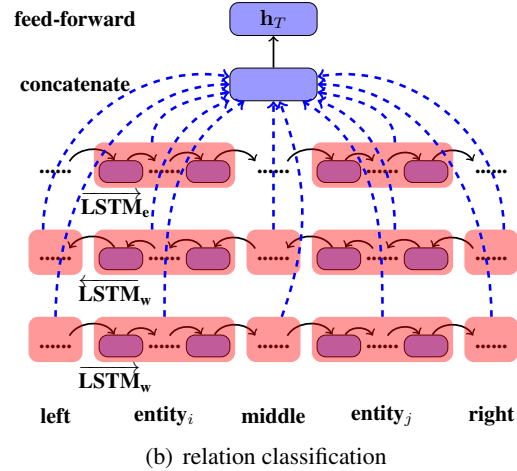 feed-forward
h_T
concatenate
...... ...... ...... ...... ......
LSTM_e
...... ...... ...... ...... ......
LSTM_w
...... ...... ...... ...... ......
LSTM_w
left entity_i middle entity_j right
(b) relation classification